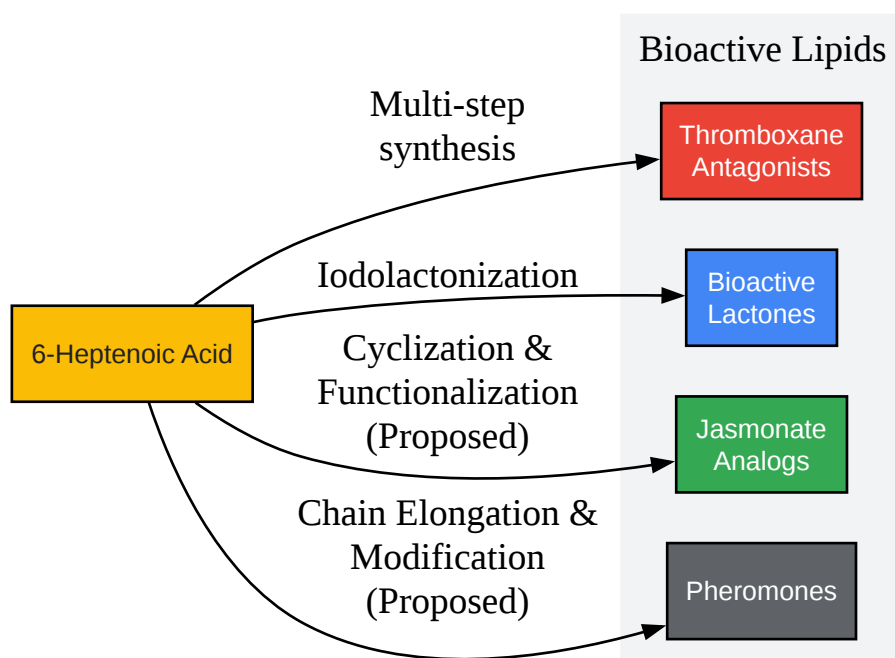 Bioactive Lipids
Multi-step
synthesis
Thromboxane
Antagonists
Iodolactonization
Bioactive
Lactones
6-Heptenoic Acid
Cyclization &
Functionalization
(Proposed)
Jasmonate
Analogs
Chain Elongation &
Modification
(Proposed)
Pheromones